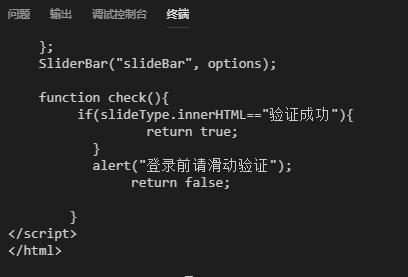 问题 输出 调试控制台 终端
};
SliderBar("slideBar", options);
function check(){
if(slideType.innerHTML=="验证成功"){
return true;
}
alert("登录前请滑动验证");
return false;
}
</script>
</html>